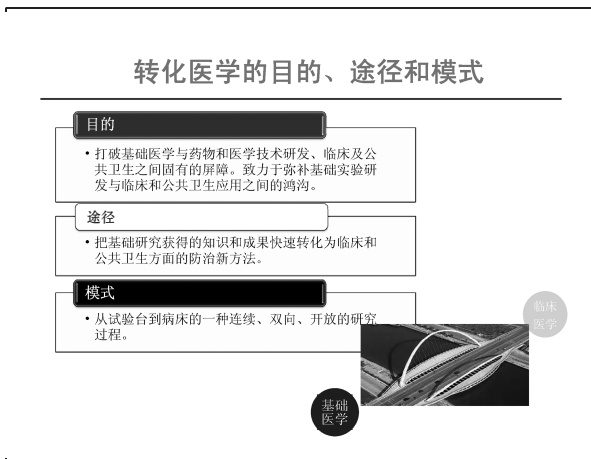 转化医学的目的、途径和模式
目的
•打破基础医学与药物和医学技术研发、临床及公
共卫生之间固有的屏障。致力于弥补基础实验研
发与临床和公共卫生应用之间的鸿沟。
途径
•把基础研究获得的知识和成果快速转化为临床和
公共卫生方面的防治新方法。
模式
•从试验台到病床的一种连续、双向、开放的研究
过程。
临床
医学
基础
医学